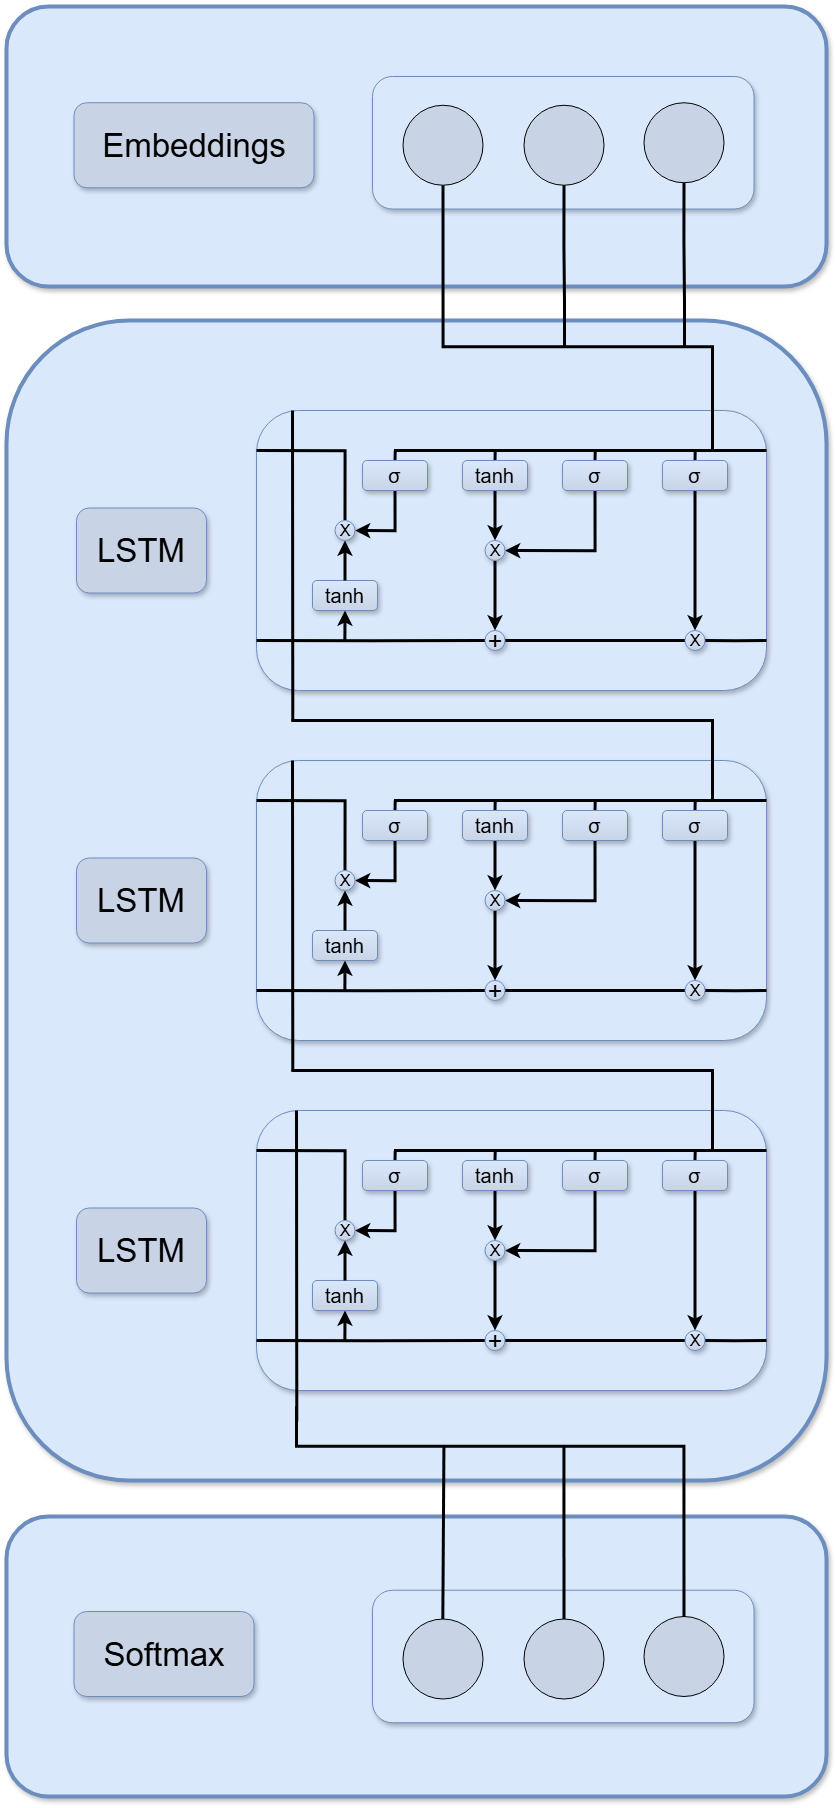 Embeddings
σ tanh σ σ
X
LSTM
X
tanh
+ X
σ tanh σ σ
X
LSTM
X
tanh
+ X
σ tanh σ σ
X
LSTM
X
tanh
+ X
Softmax